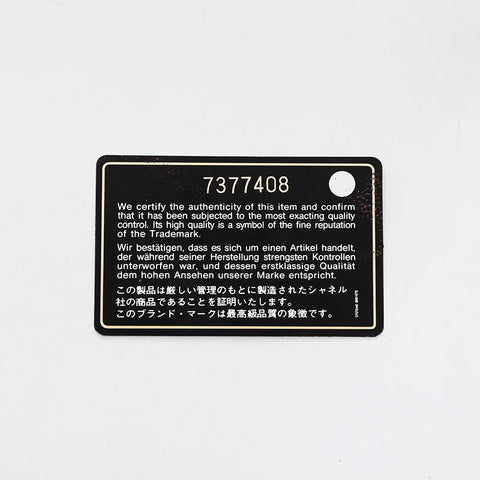 7377408
We certify the authenticity of this item and confirm
that it has been subjected to the most exacting quality
control. Its high quality is a symbol of the fine reputation
of the Trademark.
Wir bestätigen, dass es sich um einen Artikel handelt,
der während seiner Herstellung strengsten Kontrollen
unterworfen war, und dessen erstklassige Qualität
dem hohen Ansehen unserer Marke entspricht.
この製品は厳しい管理のもとに製造されたシャネル
社の商品であることを証明いたします。
このブランド・マークは最高級品質の象徴です。